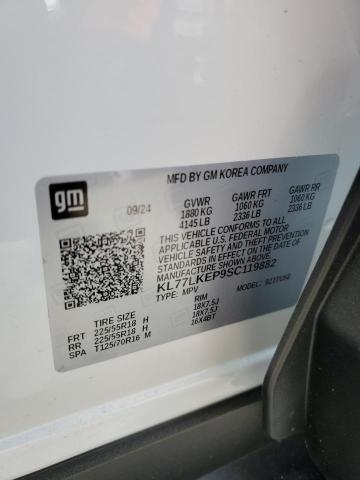 gm
MFD BY GM KOREA COMPANY
09/24
GVWR GAWR FRT GAWR RR
1880 KG 1060 KG 1060 KG
4145 LB 2336 LB 2336 LB
THIS VEHICLE CONFORMS TO ALL
APPLICABLE U.S. FEDERAL MOTOR
VEHICLE SAFETY AND THEFT PREVENTION
STANDARDS IN EFFECT ON THE DATE OF
MANUFACTURE SHOWN ABOVE.
KL77LKEP9SC119882
TYPE: MPV MODEL:
TIRE SIZE RIM
FRT 225/55R18 H 18X7.5J
RR 225/55R18 H 18X7.5J
SP T125/70R16 M 16X4BT